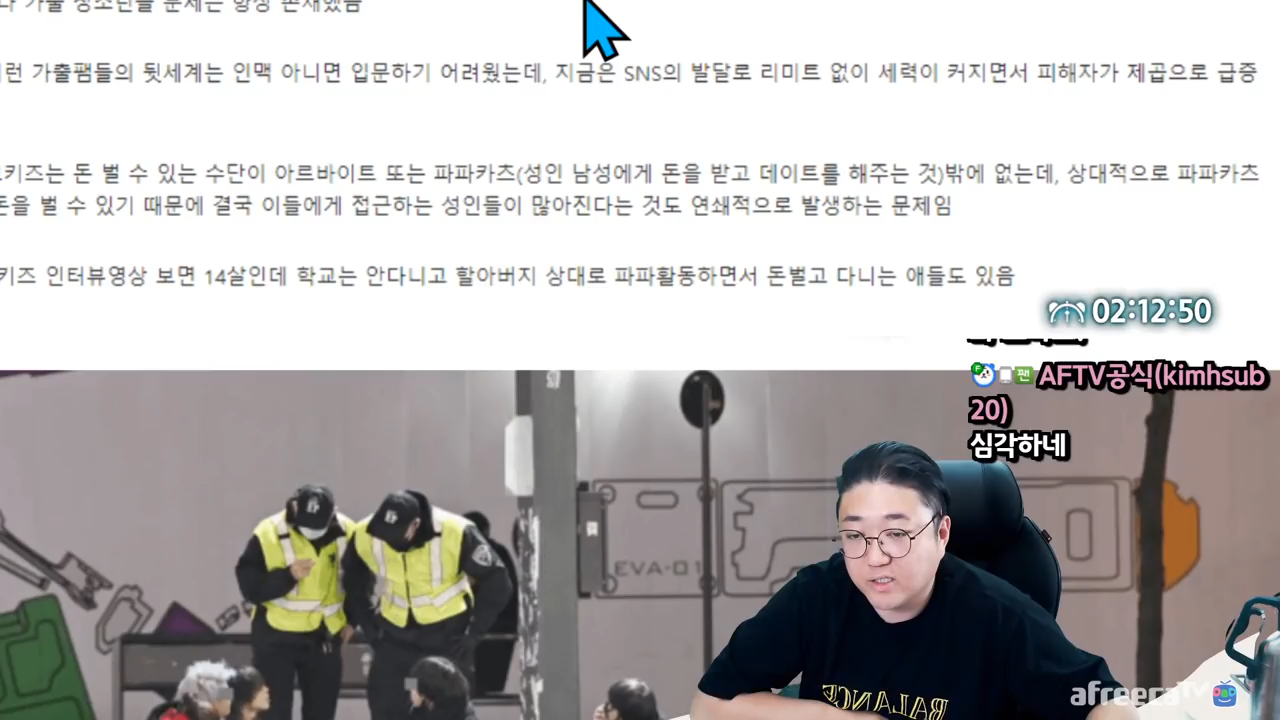 가출 청소년들 문제는 항상 존재했음
런 가출팸들의 뒷세계는 인맥 아니면 입문하기 어려웠는데, 지금은 SNS의 발달로 리미트 없이 세력이 커지면서 피해자가 제곱으로 급증
키즈는 돈 벌 수 있는 수단이 아르바이트 또는 파파카츠(성인 남성에게 돈을 받고 데이트를 해주는 것)밖에 없는데, 상대적으로 파파카츠
돈을 벌 수 있기 때문에 결국 이들에게 접근하는 성인들이 많아진다는 것도 연쇄적으로 발생하는 문제임
키즈 인터뷰영상 보면 14살인데 학교는 안다니고 할아버지 상대로 파파활동하면서 돈벌고 다니는 애들도 있음
02:12:50
F 팬 AFTV공식(kimhsub
20)
심각하네
EVA-01
BALANCE
afreecaTV